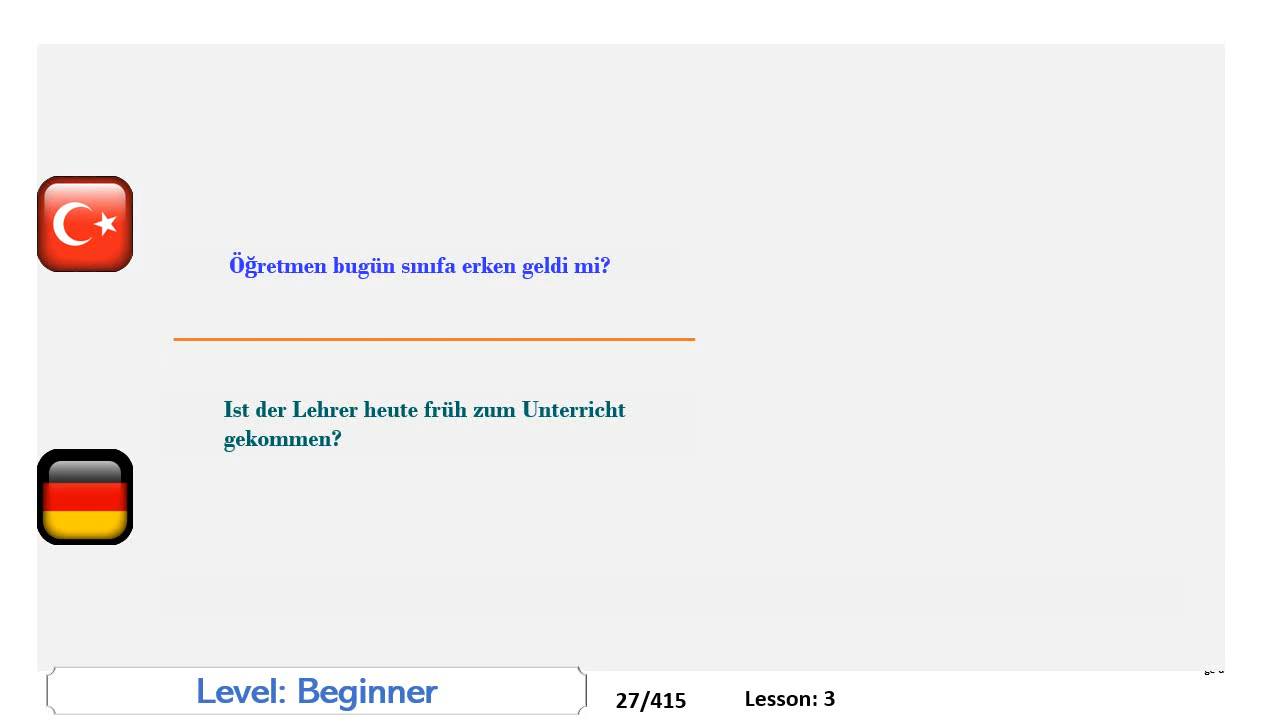 Öğretmen bugün sınıfa erken geldi mi?
Ist der Lehrer heute früh zum Unterricht
gekommen?
Level: Beginner
27/415
Lesson: 3